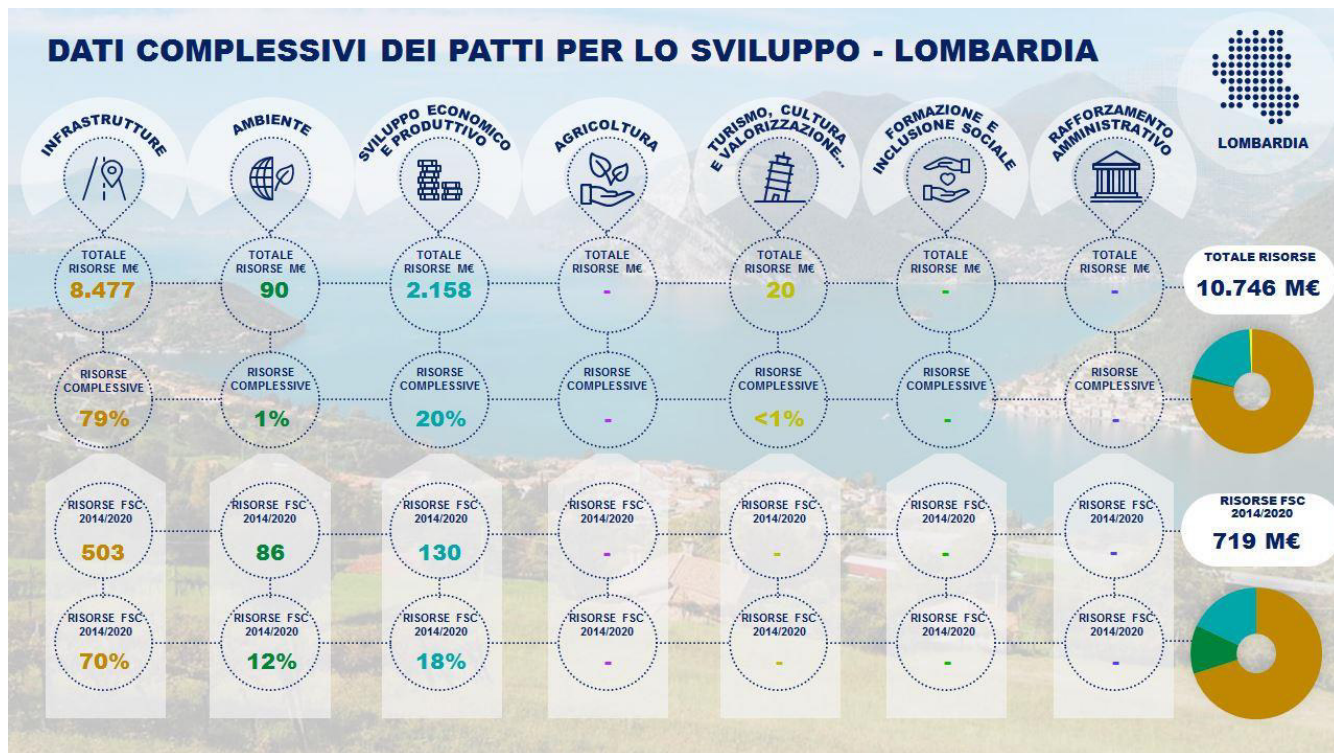 DATI COMPLESSIVI DEI PATTI PER LO SVILUPPO - LOMBARDIA
LOMBARDIA
INFRASTRUTTURE
AMBIENTE
SVILUPPO ECONOMICO
E PRODUTTIVO
AGRICOLTURA
TURISMO, CULTURA
E VALORIZZAZIONE...
FORMAZIONE E
INCLUSIONE SOCIALE
RAFFORZAMENTO
AMMINISTRATIVO
TOTALE
RISORSE M€
8.477
TOTALE
RISORSE M€
90
TOTALE
RISORSE M€
2.158
TOTALE
RISORSE M€
-
TOTALE
RISORSE M€
20
TOTALE
RISORSE M€
-
TOTALE
RISORSE M€
-
TOTALE RISORSE
10.746 M€
RISORSE
COMPLESSIVE
79%
RISORSE
COMPLESSIVE
1%
RISORSE
COMPLESSIVE
20%
RISORSE
COMPLESSIVE
-
RISORSE
COMPLESSIVE
<1%
RISORSE
COMPLESSIVE
-
RISORSE
COMPLESSIVE
-
RISORSE FSC
2014/2020
503
RISORSE FSC
2014/2020
86
RISORSE FSC
2014/2020
130
RISORSE FSC
2014/2020
-
RISORSE FSC
2014/2020
-
RISORSE FSC
2014/2020
-
RISORSE FSC
2014/2020
-
RISORSE FSC
2014/2020
719 M€
RISORSE FSC
2014/2020
70%
RISORSE FSC
2014/2020
12%
RISORSE FSC
2014/2020
18%
RISORSE FSC
2014/2020
-
RISORSE FSC
2014/2020
-
RISORSE FSC
2014/2020
-
RISORSE FSC
2014/2020
-